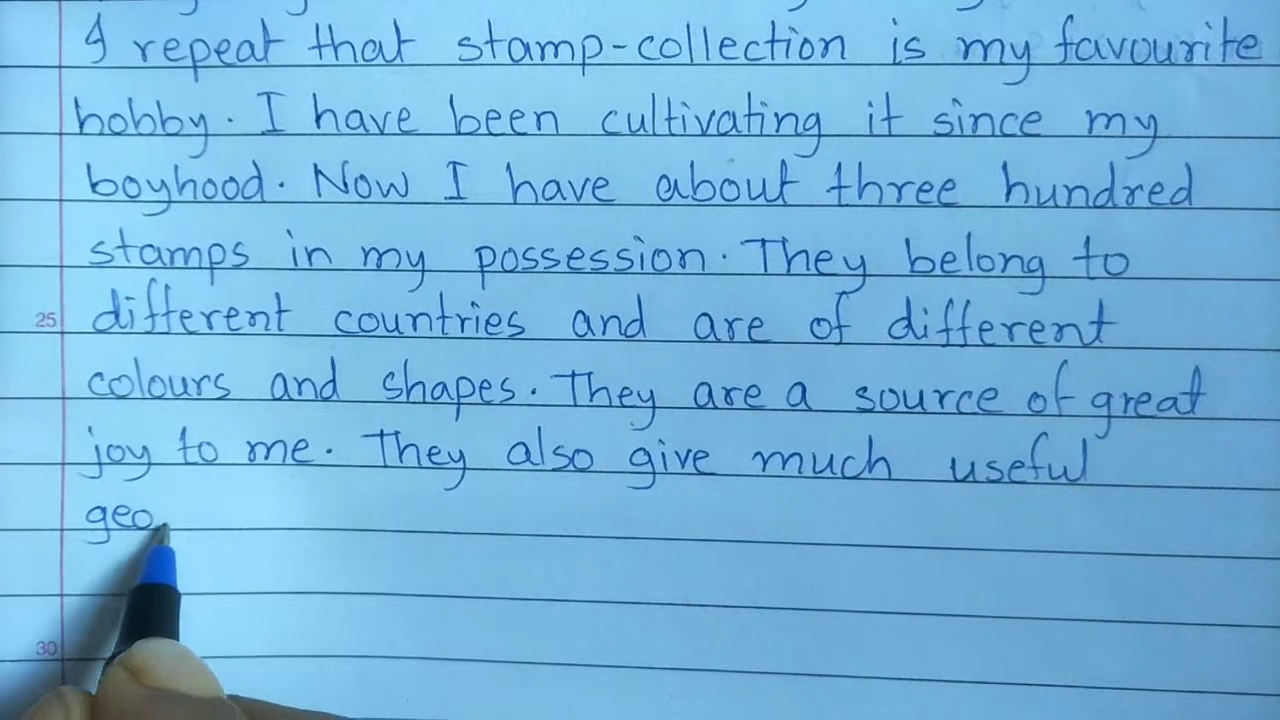 I repeat that stamp-collection is my favourite
hobby. I have been cultivating it since my
boyhood. Now I have about three hundred
stamps in my possession. They belong to
25 different countries and are of different
colours and shapes. They are a source of great
joy to me. They also give much useful
geo
30